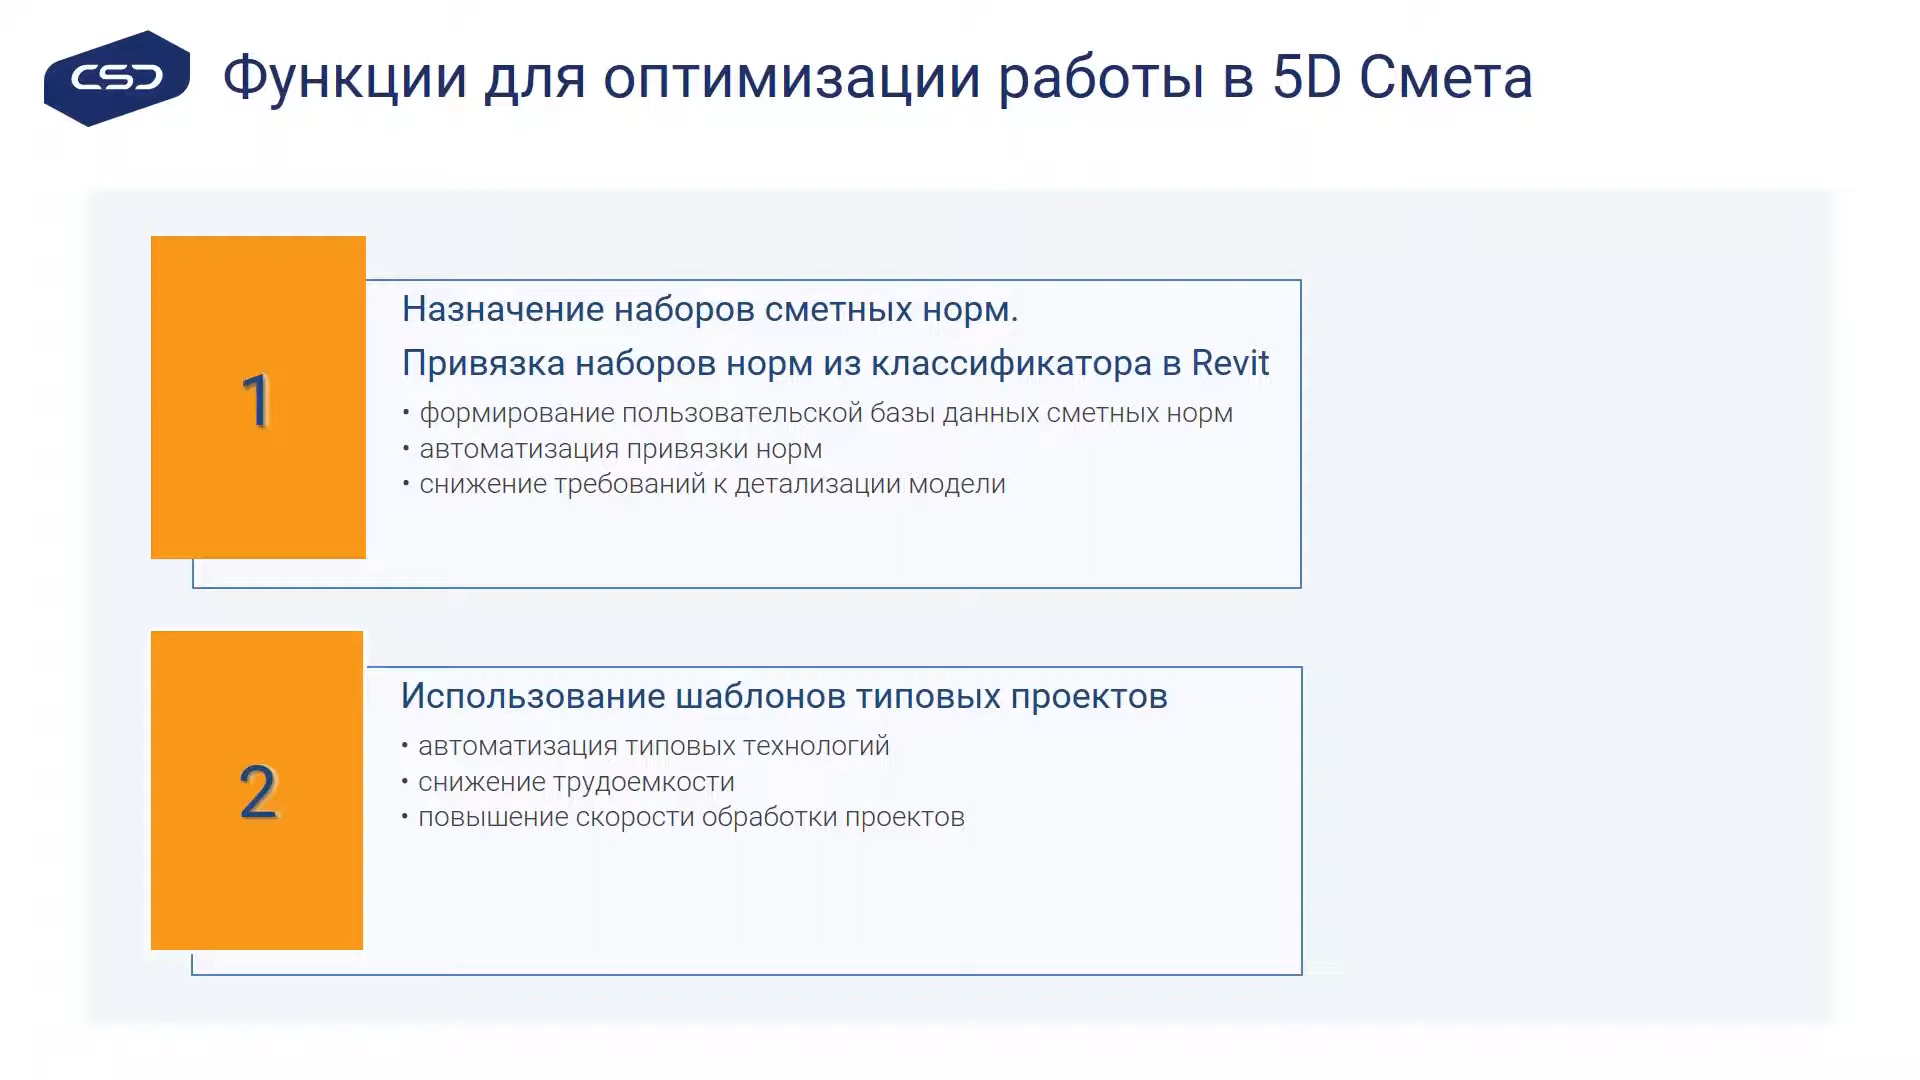 CSD
Функции для оптимизации работы в 5D Смета
1
Назначение наборов сметных норм.
Привязка наборов норм из классификатора в Revit
• формирование пользовательской базы данных сметных норм
• автоматизация привязки норм
• снижение требований к детализации модели
2
Использование шаблонов типовых проектов
• автоматизация типовых технологий
• снижение трудоемкости
• повышение скорости обработки проектов